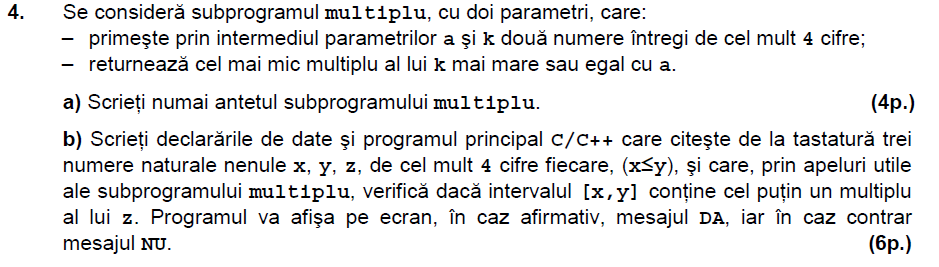 4. Se consideră subprogramul multiplu, cu doi parametri, care:
– primeşte prin intermediul parametrilor a şi k două numere întregi de cel mult 4 cifre;
– returnează cel mai mic multiplu al lui k mai mare sau egal cu a.
a) Scrieţi numai antetul subprogramului multiplu. (4p.)
b) Scrieţi declarările de date şi programul principal C/C++ care citeşte de la tastatură trei
numere naturale nenule x, y, z, de cel mult 4 cifre fiecare, (x≤y), şi care, prin apeluri utile
ale subprogramului multiplu, verifică dacă intervalul [x,y] conţine cel puţin un multiplu
al lui z. Programul va afişa pe ecran, în caz afirmativ, mesajul DA, iar în caz contrar
mesajul NU. (6p.)